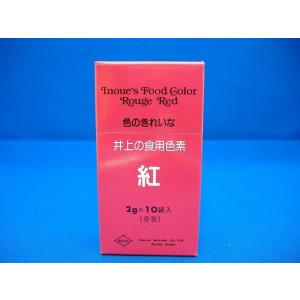 Inoue's Food Color
Rouge Red
色のきれいな
井上の食用色素
紅
2g×10袋入
(分包)